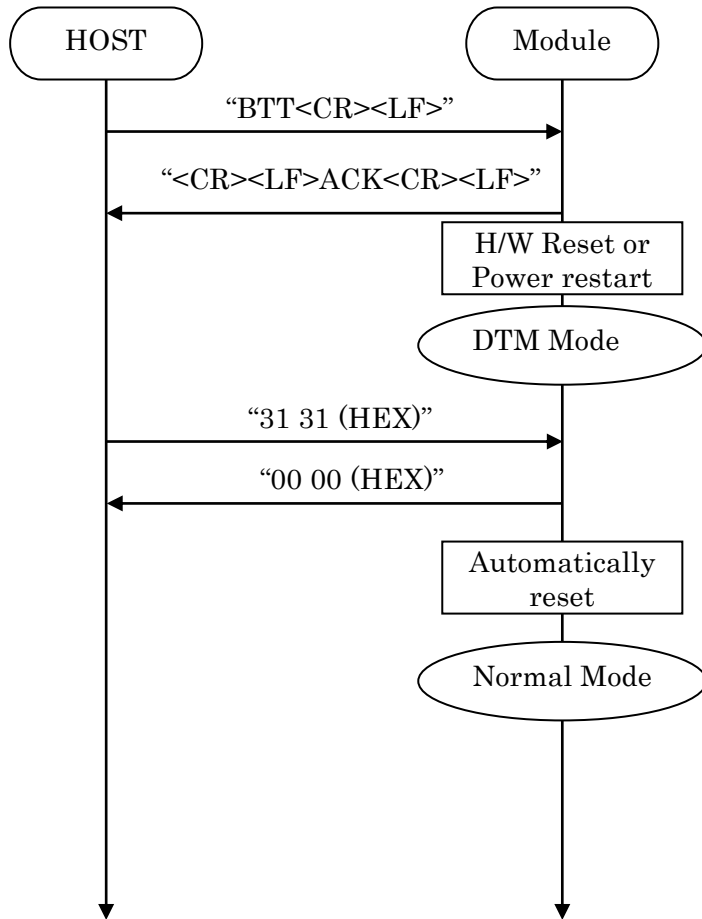 HOST
Module
“BTT<CR><LF>”
“<CR><LF>ACK<CR><LF>”
H/W Reset or
Power restart
DTM Mode
“31 31 (HEX)”
“00 00 (HEX)”
Automatically
reset
Normal Mode